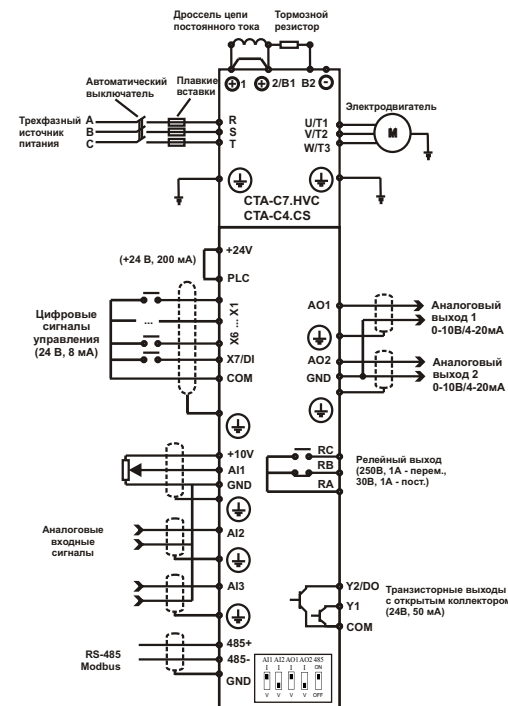 Дроссель цепи
постоянного тока
Тормозной
резистор
1
2/B1
B2
Автоматический
выключатель
Плавкие
вставки
Трехфазный
источник
питания
A
B
C
R
S
T
U/T1
V/T2
W/T3
Электродвигатель
M
CTA-C7.HVC
CTA-C4.CS
(+24 В, 200 мА)
+24V
PLC
Цифровые
сигналы
управления
(24 В, 8 мА)
...
X6 ... X1
X7/DI
COM
AO1
Аналоговый
выход 1
0-10В/4-20мА
AO2
GND
Аналоговый
выход 2
0-10В/4-20мА
+10V
AI1
GND
RC
RB
RA
Релейный выход
(250В, 1А - перем.,
30В, 1А - пост.)
Аналоговые
входные
сигналы
AI2
AI3
Y2/DO
Y1
COM
Транзисторные выходы
с открытым коллектором
(24В, 50 мА)
RS-485
Modbus
485+
485-
GND
AI1 AI2 AO1 AO2 485
I I I I ON
V V V V OFF